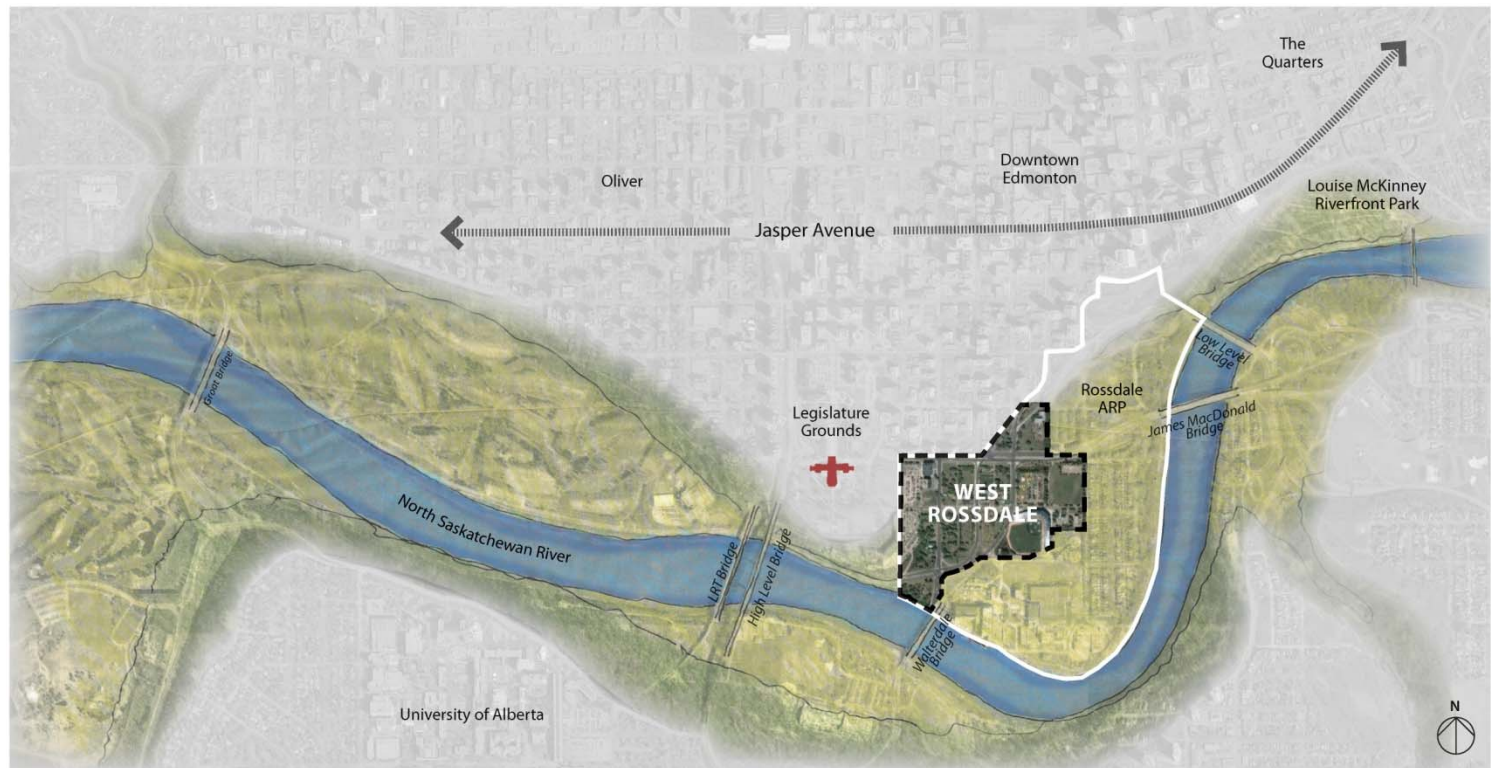 The
Quarters
Downtown
Edmonton
Oliver
Louise McKinney
Riverfront Park
Jasper Avenue
Low Level
Bridge
Groat Bridge
Rossdale
ARP
James MacDonald
Bridge
Legislature
Grounds
WEST
ROSSDALE
North Saskatchewan River
LRT Bridge
High Level Bridge
Walterdale
Bridge
University of Alberta
N